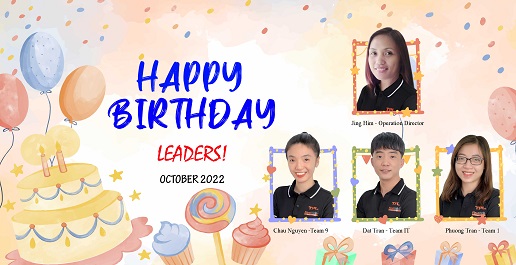 HAPPY
BIRTHDAY
LEADERS!
OCTOBER 2022
Jing Him - Operation Director
Chau Nguyen -Team 9
Dat Tran - Team IT
Phuong Tran - Team 1